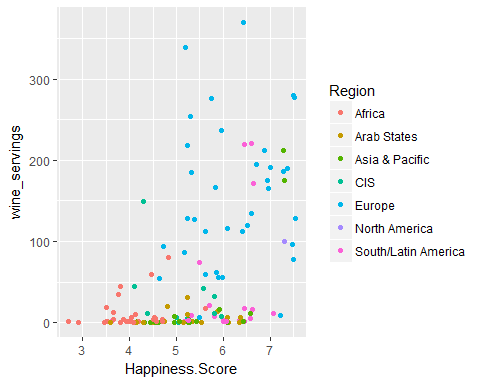 wine_servings
300
200
100
0
3
4
5
6
7
Happiness.Score
Region
Africa
Arab States
Asia & Pacific
CIS
Europe
North America
South/Latin America